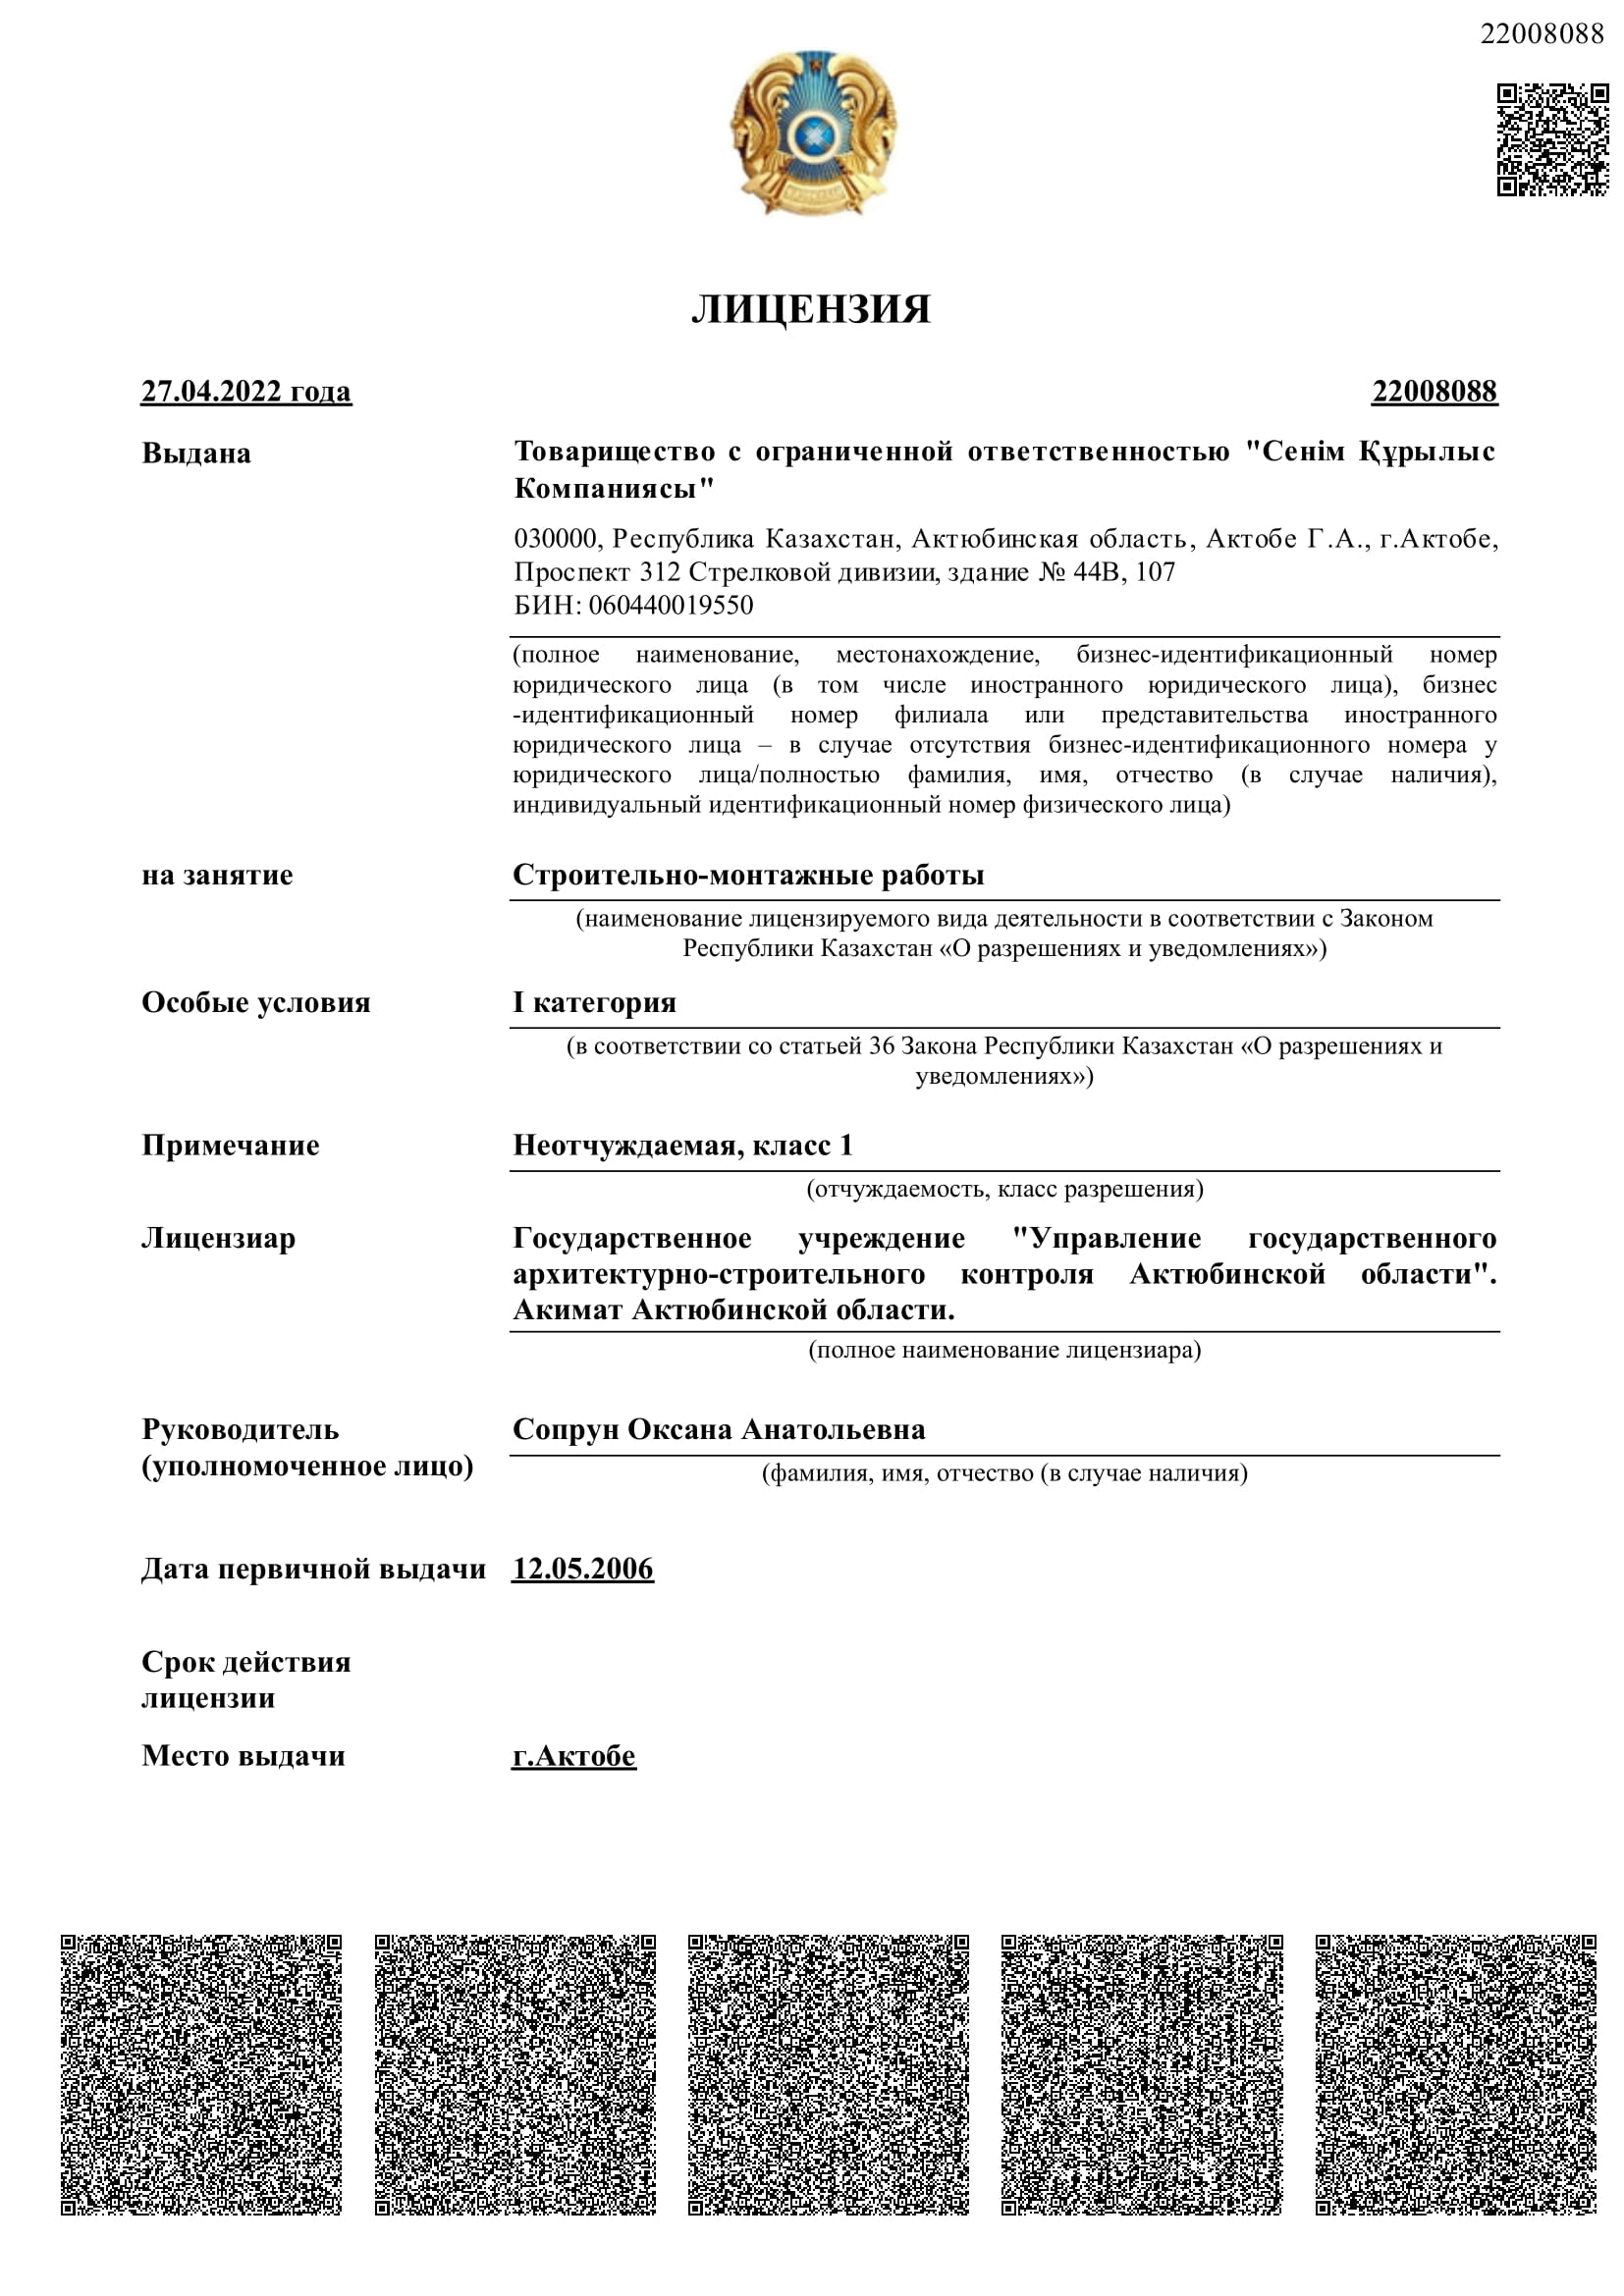 22008088
ЛИЦЕНЗИЯ
27.04.2022 года
22008088
Выдана
Товарищество с ограниченной ответственностью "Сенім Құрылыс
Компаниясы"
030000, Республика Казахстан, Актюбинская область, Актобе Г.А., г.Актобе,
Проспект 312 Стрелковой дивизии, здание № 44В, 107
БИН: 060440019550
(полное наименование, местонахождение, бизнес-идентификационный номер
юридического лица (в том числе иностранного юридического лица), бизнес
-идентификационный номер филиала или представительства иностранного
юридического лица – в случае отсутствия бизнес-идентификационного номера у
юридического лица/полностью фамилия, имя, отчество (в случае наличия),
индивидуальный идентификационный номер физического лица)
на занятие
Строительно-монтажные работы
(наименование лицензируемого вида деятельности в соответствии с Законом
Республики Казахстан «О разрешениях и уведомлениях»)
Особые условия
I категория
(в соответствии со статьей 36 Закона Республики Казахстан «О разрешениях и
уведомлениях»)
Примечание
Неотчуждаемая, класс 1
(отчуждаемость, класс разрешения)
Лицензиар
Государственное учреждение "Управление государственного
архитектурно-строительного контроля Актюбинской области".
Акимат Актюбинской области.
(полное наименование лицензиара)
Руководитель
(уполномоченное лицо)
Сопрун Оксана Анатольевна
(фамилия, имя, отчество (в случае наличия)
Дата первичной выдачи
12.05.2006
Срок действия
лицензии
Место выдачи
г.Актобе